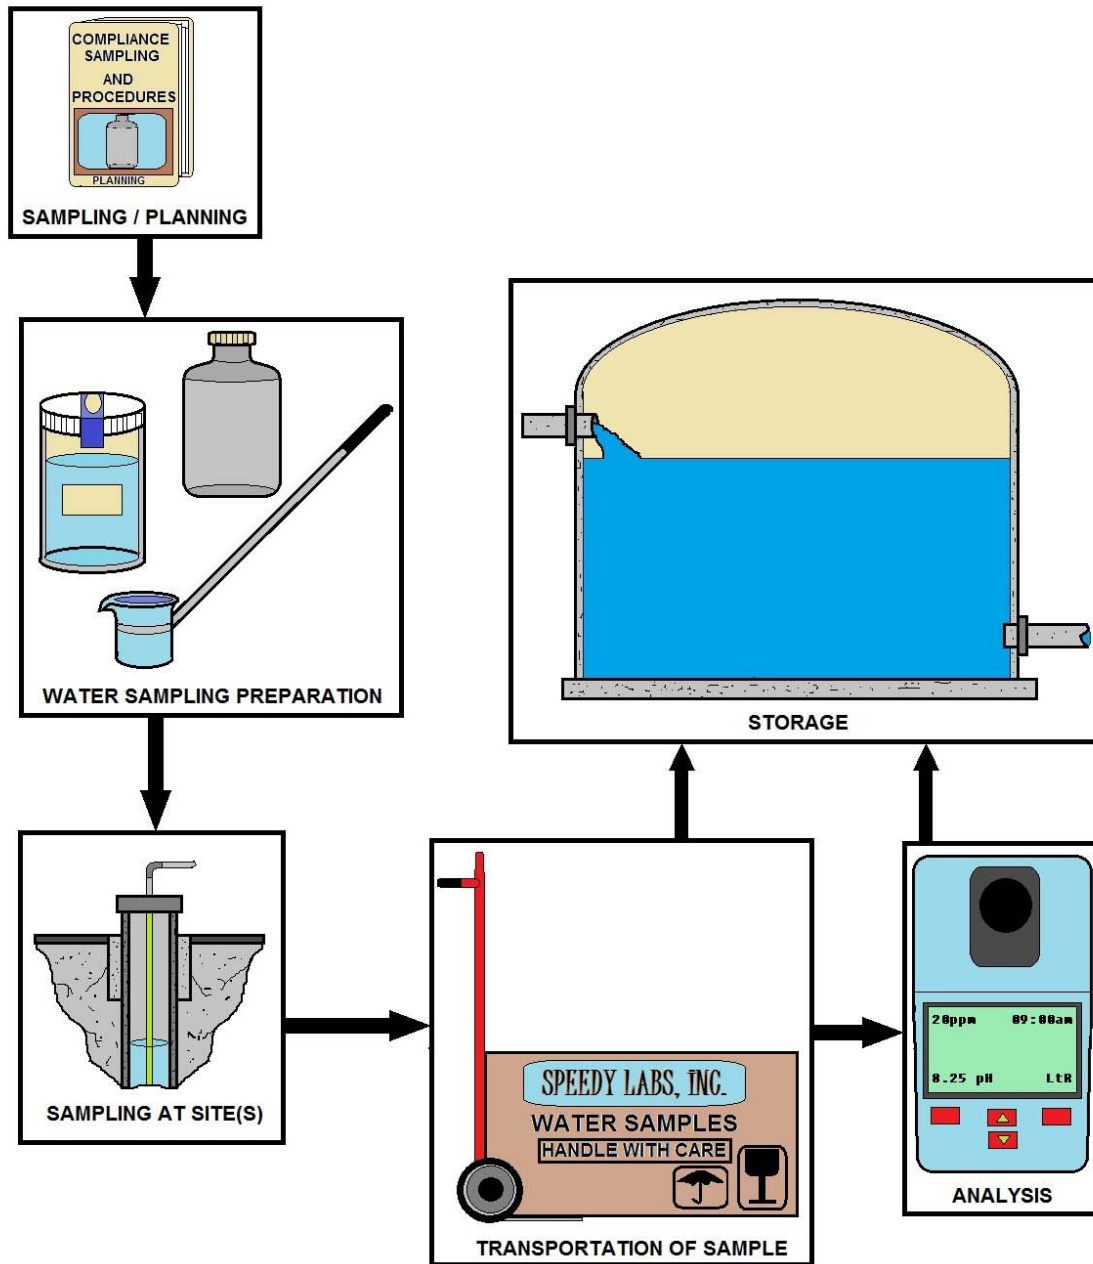 COMPLIANCE
SAMPLING
AND
PROCEDURES
PLANNING
SAMPLING / PLANNING
WATER SAMPLING PREPARATION
STORAGE
SAMPLING AT SITE(S)
SPEEDY LABS, INC.
WATER SAMPLES
HANDLE WITH CARE
TRANSPORTATION OF SAMPLE
20ppm 09:00am
8.25 pH LtR
ANALYSIS